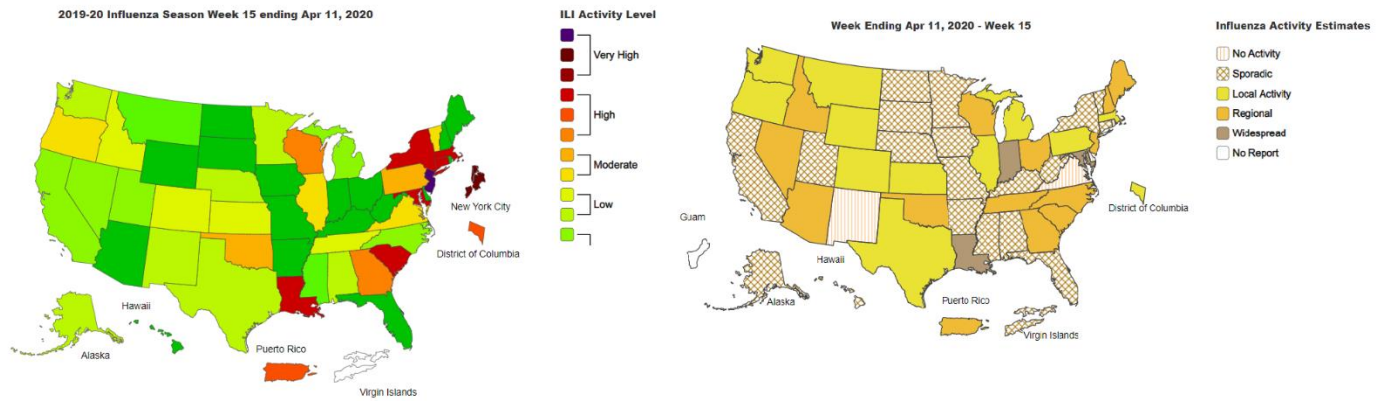 2019-20 Influenza Season Week 15 ending Apr 11, 2020
ILI Activity Level
Very High
High
Moderate
Low
New York City
District of Columbia
Hawaii
Alaska
Puerto Rico
Virgin Islands
Week Ending Apr 11, 2020 - Week 15
Influenza Activity Estimates
No Activity
Sporadic
Local Activity
Regional
Widespread
No Report
District of Columbia
Guam
Hawaii
Alaska
Puerto Rico
Virgin Islands